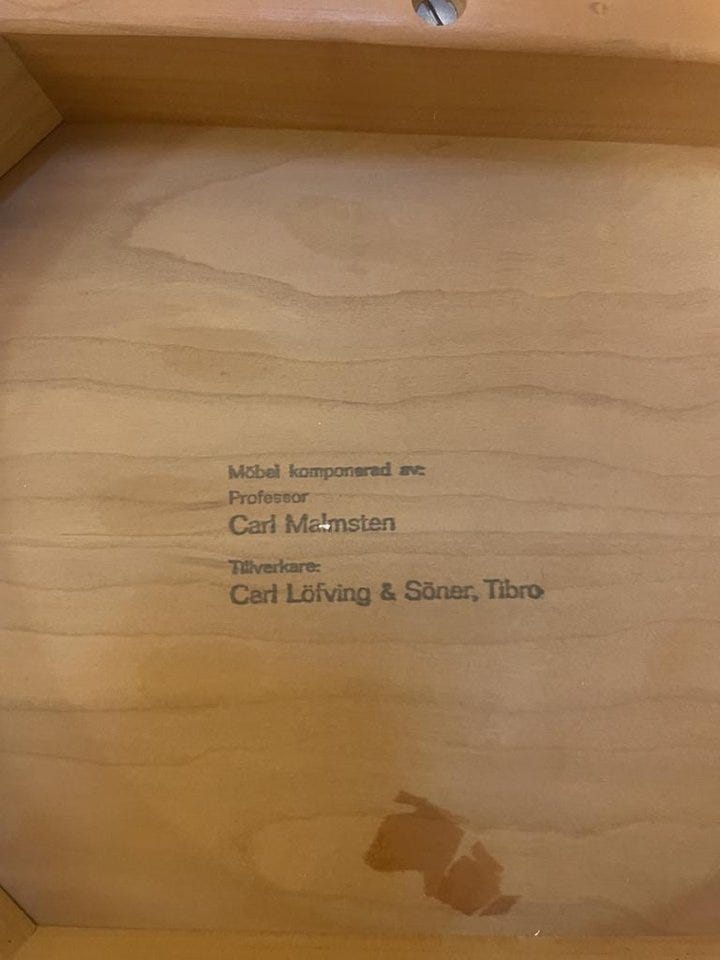 Möbel komponerad av:
Professor
Carl Malmsten
Tillverkare:
Carl Löfving & Söner, Tibro